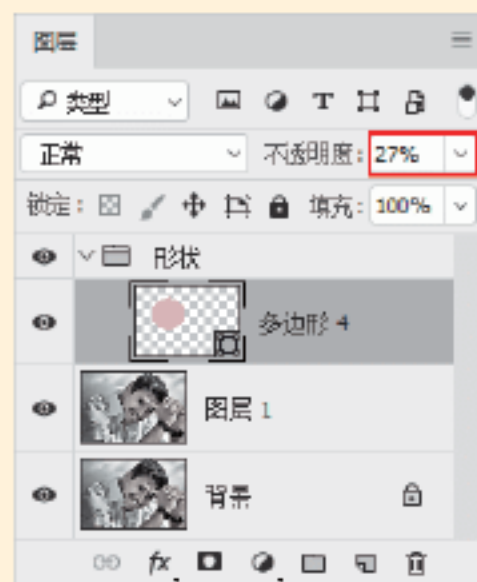 图层
类型
正常 不透明度: 27%
锁定: 填充: 100%
形状
多边形 4
图层 1
背景
fx